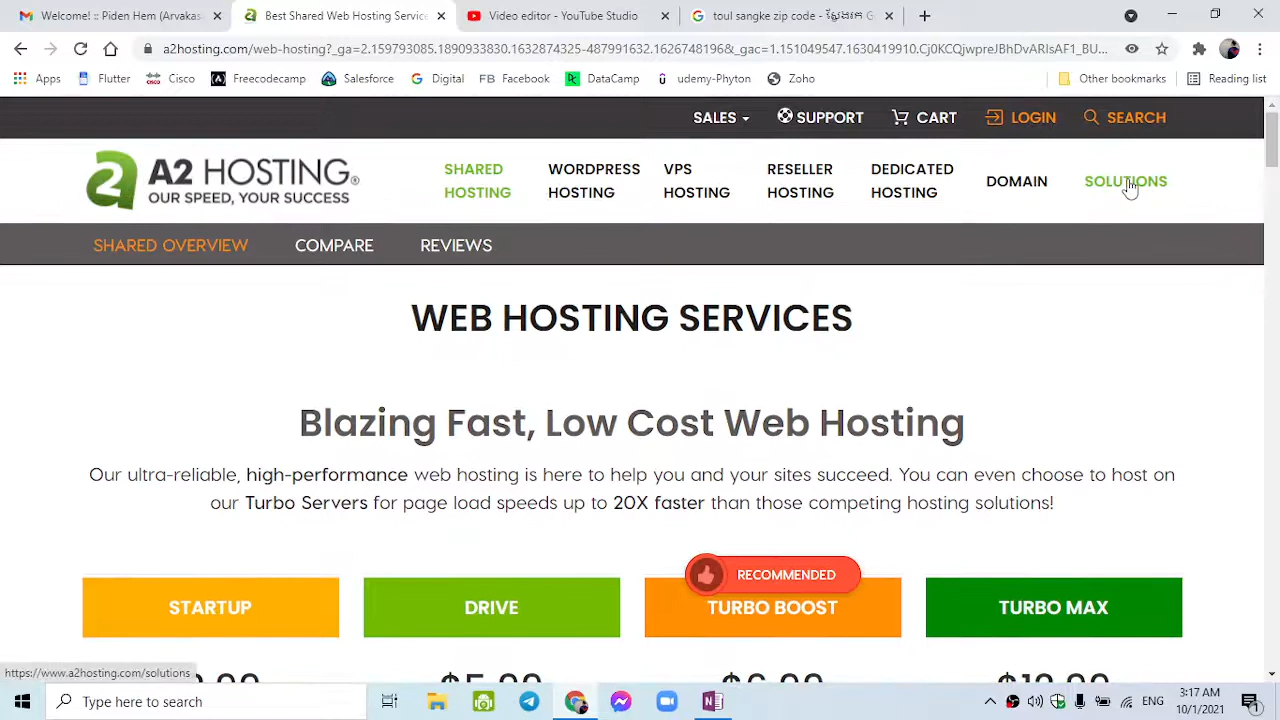 Welcome! - Piden Hem (Arvakas
Best Shared Web Hosting Servic
Video editor - YouTube Studio
a2hosting.com/web-hosting?_ga=2.159793085.1890933830.1632874325-487991632.1626748196&_gac=1.151047549.1630419910.Cj0KCQjwpreJBhDvARIsAF1_BU...
Apps Flutter Cisco Freecodecamp Salesforce Digital FB Facebook DataCamp udemy-Phyton Zoho Other bookmarks Reading list
SALES SUPPORT CART LOGIN SEARCH
A2 HOSTING®
OUR SPEED, YOUR SUCCESS
SHARED HOSTING
WORDPRESS HOSTING
VPS HOSTING
RESELLER HOSTING
DEDICATED HOSTING
DOMAIN
SOLUTIONS
SHARED OVERVIEW COMPARE REVIEWS
WEB HOSTING SERVICES
Blazing Fast, Low Cost Web Hosting
Our ultra-reliable, high-performance web hosting is here to help you and your sites succeed. You can even choose to host on
our Turbo Servers for page load speeds up to 20X faster than those competing hosting solutions!
RECOMMENDED
STARTUP DRIVE TURBO BOOST TURBO MAX
https://www.a2hosting.com/solutions
Type here to search
ENG
3:17 AM
10/1/2021